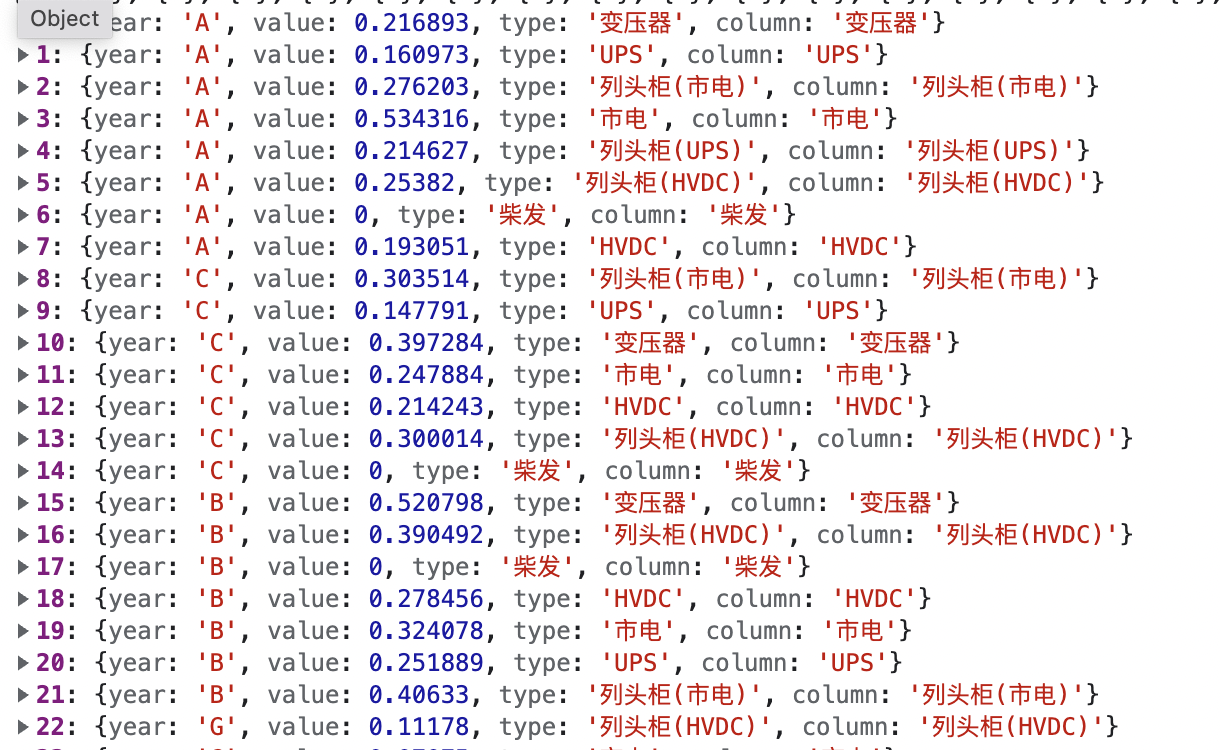 Object
ear: 'A', value: 0.216893, type: '变压器', column: '变压器'}
1: {year: 'A', value: 0.160973, type: 'UPS', column: 'UPS'}
2: {year: 'A', value: 0.276203, type: '列头柜(市电)', column: '列头柜(市电)'}
3: {year: 'A', value: 0.534316, type: '市电', column: '市电'}
4: {year: 'A', value: 0.214627, type: '列头柜(UPS)', column: '列头柜(UPS)'}
5: {year: 'A', value: 0.25382, type: '列头柜(HVDC)', column: '列头柜(HVDC)'}
6: {year: 'A', value: 0, type: '柴发', column: '柴发'}
7: {year: 'A', value: 0.193051, type: 'HVDC', column: 'HVDC'}
8: {year: 'C', value: 0.303514, type: '列头柜(市电)', column: '列头柜(市电)'}
9: {year: 'C', value: 0.147791, type: 'UPS', column: 'UPS'}
10: {year: 'C', value: 0.397284, type: '变压器', column: '变压器'}
11: {year: 'C', value: 0.247884, type: '市电', column: '市电'}
12: {year: 'C', value: 0.214243, type: 'HVDC', column: 'HVDC'}
13: {year: 'C', value: 0.300014, type: '列头柜(HVDC)', column: '列头柜(HVDC)'}
14: {year: 'C', value: 0, type: '柴发', column: '柴发'}
15: {year: 'B', value: 0.520798, type: '变压器', column: '变压器'}
16: {year: 'B', value: 0.390492, type: '列头柜(HVDC)', column: '列头柜(HVDC)'}
17: {year: 'B', value: 0, type: '柴发', column: '柴发'}
18: {year: 'B', value: 0.278456, type: 'HVDC', column: 'HVDC'}
19: {year: 'B', value: 0.324078, type: '市电', column: '市电'}
20: {year: 'B', value: 0.251889, type: 'UPS', column: 'UPS'}
21: {year: 'B', value: 0.40633, type: '列头柜(市电)', column: '列头柜(市电)'}
22: {year: 'G', value: 0.11178, type: '列头柜(HVDC)', column: '列头柜(HVDC)'}